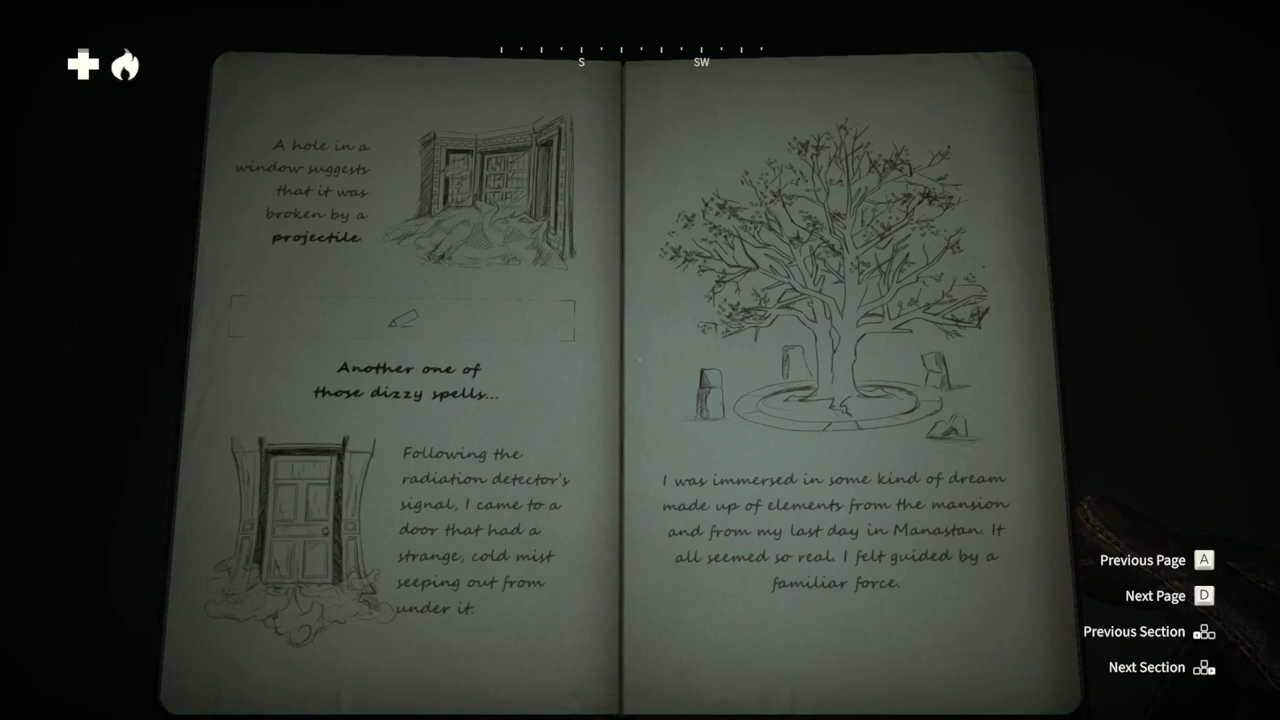 S
SW
A hole in a
window suggests
that it was
broken by a
projectile.
Another one of
those dizzy spells...
Following the
radiation detector's
signal, I came to a
door that had a
strange, cold mist
seeping out from
under it.
I was immersed in some kind of dream
made up of elements from the mansion
and from my last day in Manastan. It
all seemed so real. I felt guided by a
familiar force.
Previous Page A
Next Page D
Previous Section
Next Section